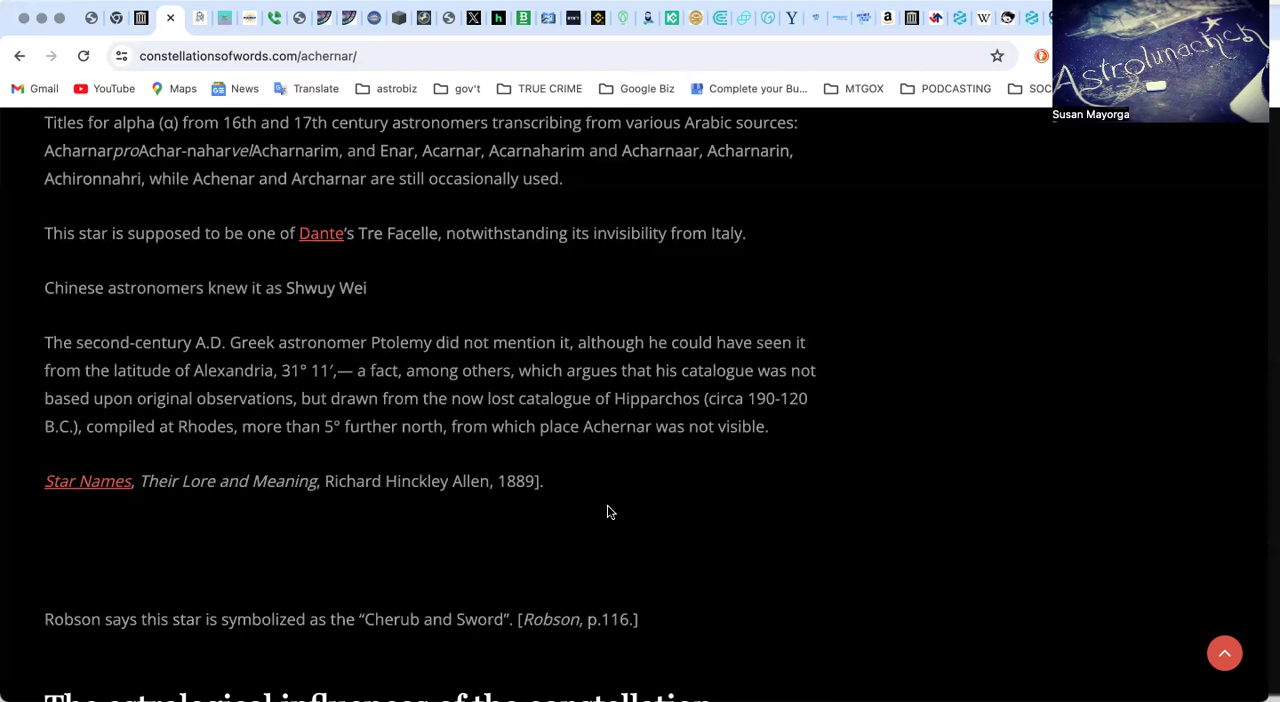 constellationsofwords.com/achernar/
Gmail YouTube Maps News Translate astrobiz gov't TRUE CRIME Google Biz Complete your Bu... MTGOX PODCASTING SOC
Astrolunachick
Susan Mayorga
Titles for alpha (α) from 16th and 17th century astronomers transcribing from various Arabic sources:
AcharnarproAchar-naharvelAcharnarim, and Enar, Acarnar, Acarnaharim and Acharnaar, Acharnarin,
Achironnahri, while Achenar and Archarnar are still occasionally used.
This star is supposed to be one of Dante's Tre Facelle, notwithstanding its invisibility from Italy.
Chinese astronomers knew it as Shwuy Wei
The second-century A.D. Greek astronomer Ptolemy did not mention it, although he could have seen it
from the latitude of Alexandria, 31° 11′,— a fact, among others, which argues that his catalogue was not
based upon original observations, but drawn from the now lost catalogue of Hipparchos (circa 190-120
B.C.), compiled at Rhodes, more than 5° further north, from which place Achernar was not visible.
Star Names, Their Lore and Meaning, Richard Hinckley Allen, 1889].
Robson says this star is symbolized as the “Cherub and Sword”. [Robson, p.116.]
The astrological influences of the constellation